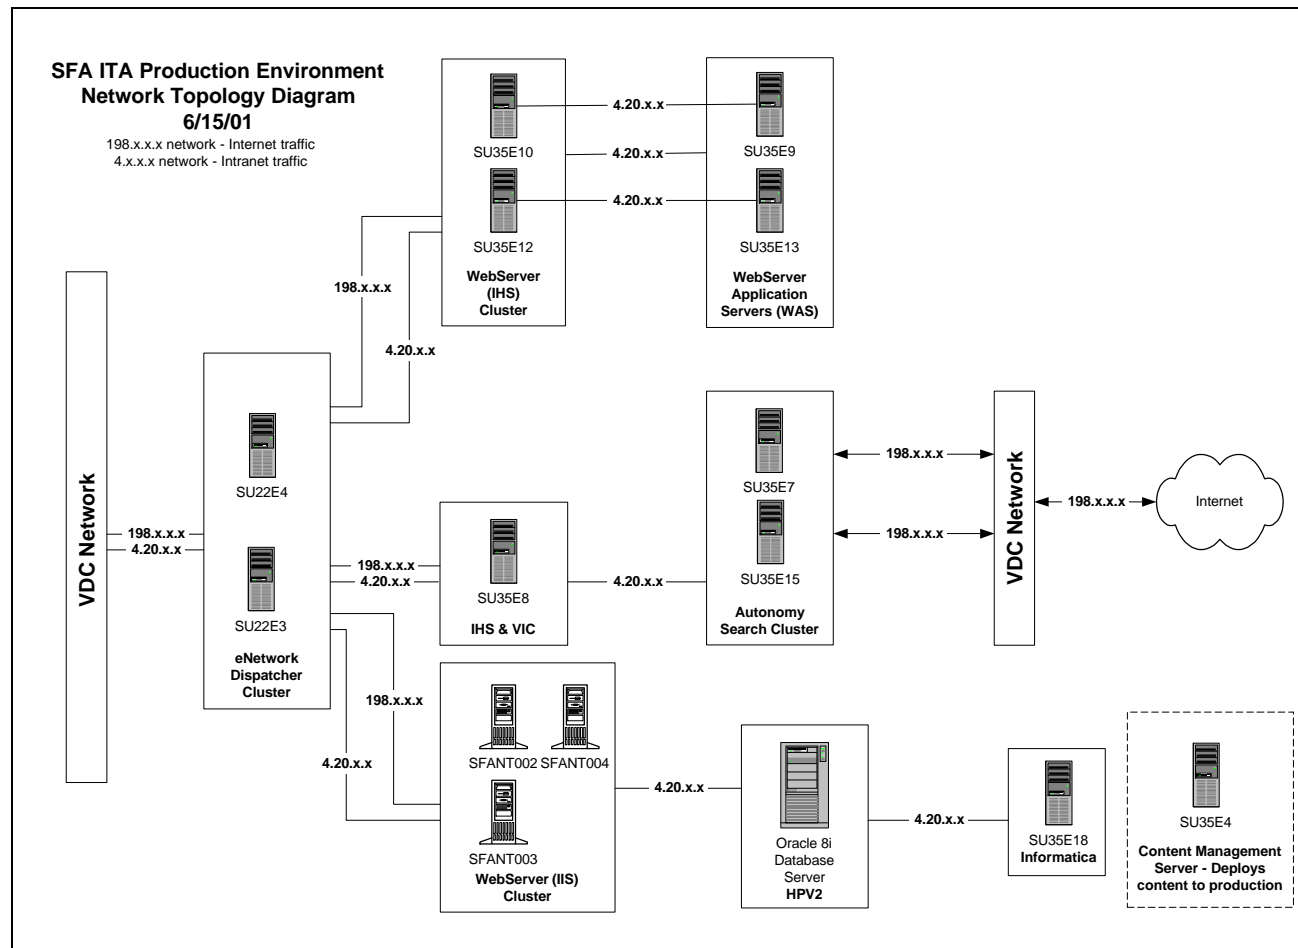 SFA ITA Production Environment
Network Topology Diagram
6/15/01
198.x.x.x network - Internet traffic
4.x.x.x network - Intranet traffic
SU35E10
4.20.x.x
SU35E9
4.20.x.x
SU35E12
4.20.x.x
SU35E13
WebServer
(IHS)
Cluster
WebServer
Application
Servers (WAS)
198.x.x.x
4.20.x.x
VDC Network
198.x.x.x
4.20.x.x
SU22E4
SU22E3
eNetwork
Dispatcher
Cluster
198.x.x.x
4.20.x.x
SU35E8
IHS & VIC
4.20.x.x
SU35E7
SU35E15
Autonomy
Search Cluster
198.x.x.x
198.x.x.x
VDC Network
198.x.x.x
Internet
198.x.x.x
4.20.x.x
SFANT002
SFANT004
SFANT003
WebServer (IIS)
Cluster
4.20.x.x
Oracle 8i
Database
Server
HPV2
4.20.x.x
SU35E18
Informatica
SU35E4
Content Management
Server - Deploys
content to production